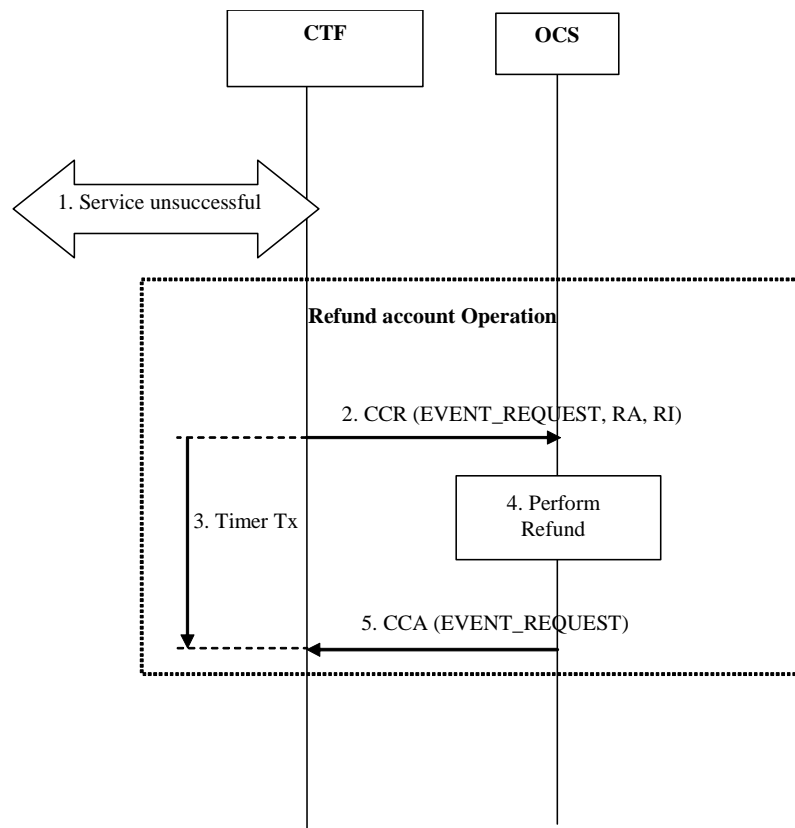 CTF
OCS
1. Service unsuccessful
Refund account Operation
2. CCR (EVENT_REQUEST, RA, RI)
3. Timer Tx
4. Perform
Refund
5. CCA (EVENT_REQUEST)